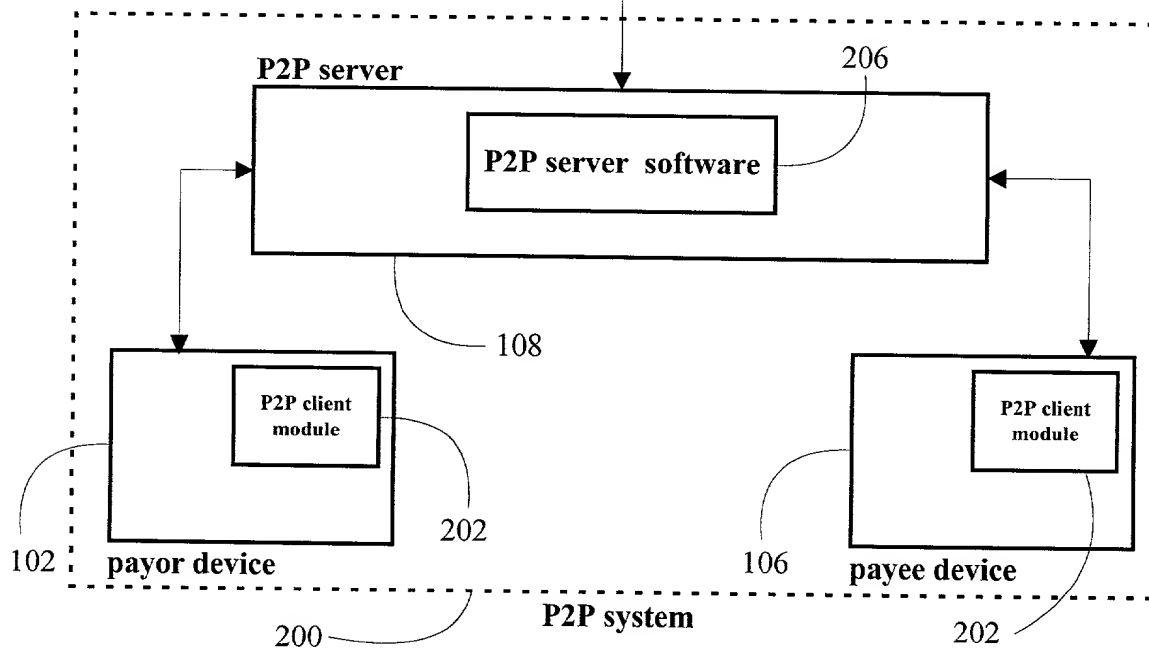 206
P2P server
P2P server software
108
P2P client
module
P2P client
module
202
102
payor device
106
payee device
P2P system
200
202